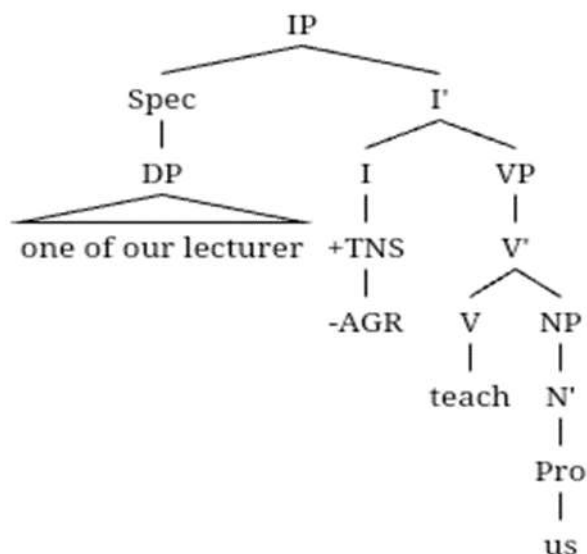 IP
Spec I'
DP I VP
one of our lecturer +TNS V'
-AGR V NP
teach N'
Pro
us